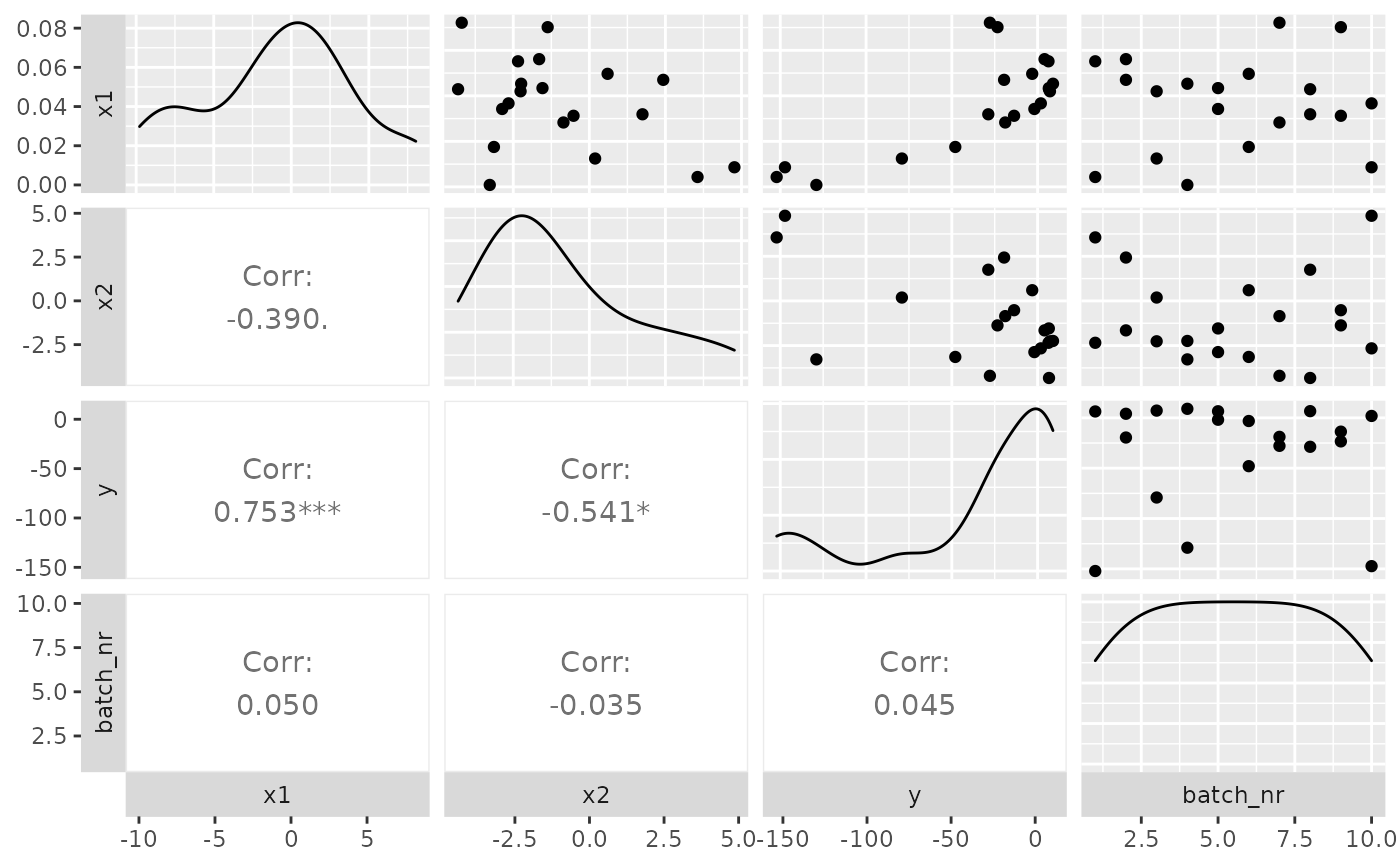 0.08
0.06
0.04
0.02
0.00
x1
5.0
2.5
0.0
-2.5
x2
Corr:
-0.390.
0
-50
-100
-150
y
Corr:
0.753***
Corr:
-0.541*
10.0
7.5
5.0
2.5
batch_nr
Corr:
0.050
Corr:
-0.035
Corr:
0.045
x1
x2
y
batch_nr
-10 -5 0 5
-2.5 0.0 2.5 5.0
-150 -100 -50 0
2.5 5.0 7.5 10.0